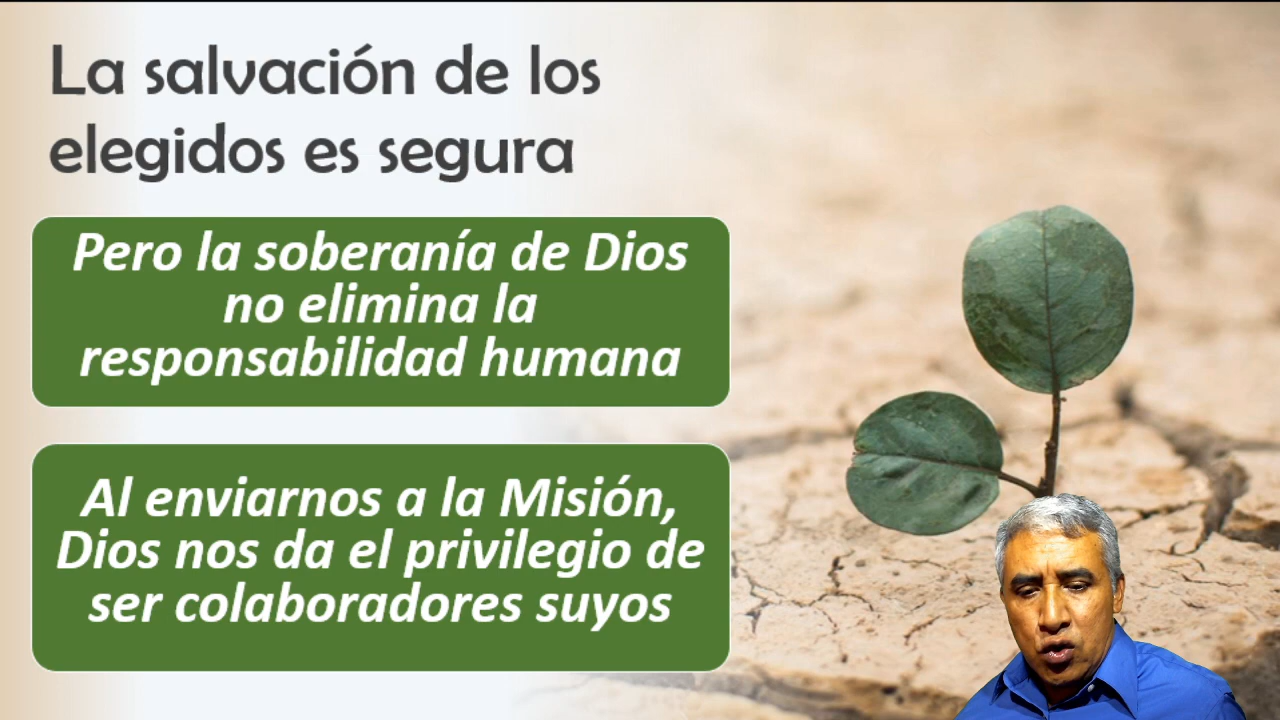 La salvación de los
elegidos es segura
Pero la soberanía de Dios
no elimina la
responsabilidad humana
Al enviarnos a la Misión,
Dios nos da el privilegio de
ser colaboradores suyos